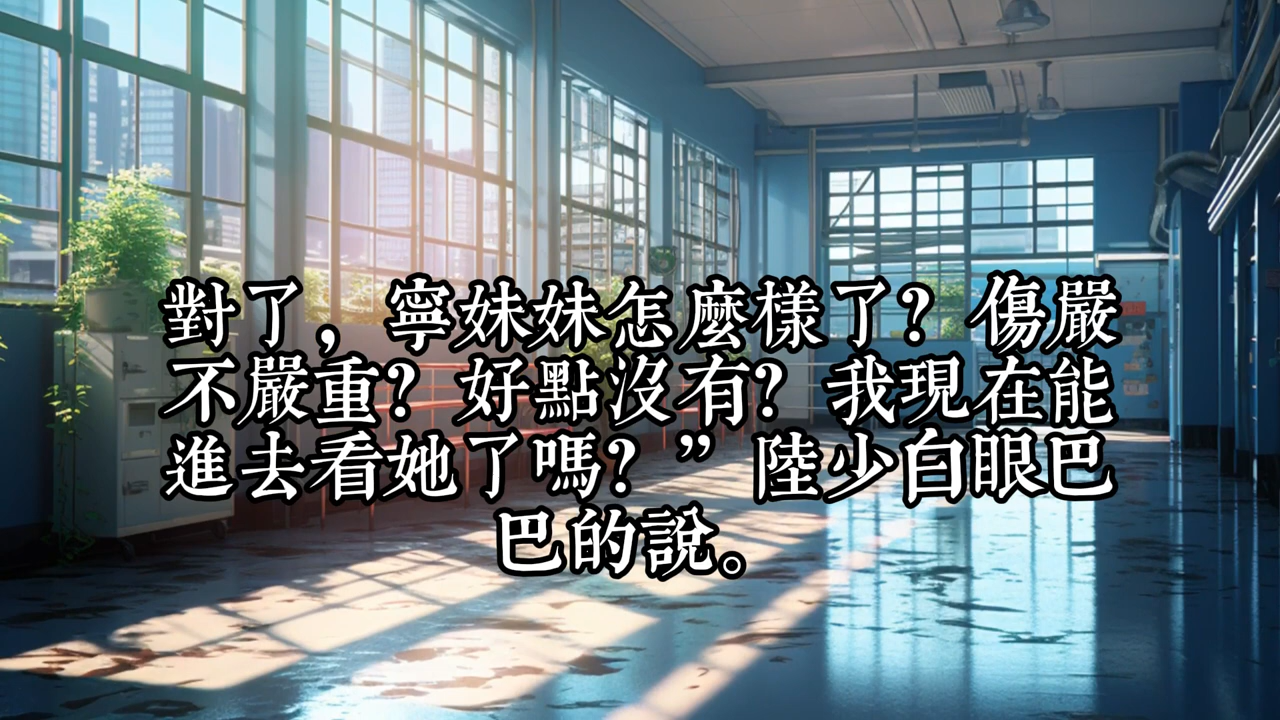 對了，寧妹妹怎麼樣了？傷嚴
不嚴重？好點沒有？我現在能
進去看她了嗎？”陸少白眼巴
巴的說。